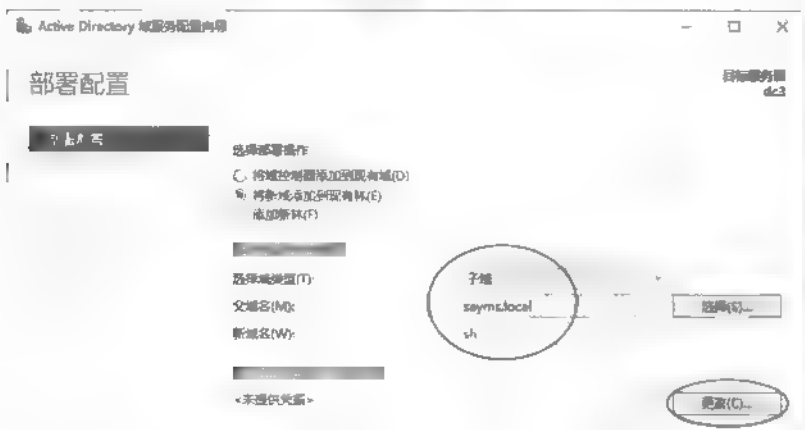 Active Directory 域服务配置向导
部署配置
目标服务器
dc3
选择部署操作
将域控制器添加到现有域(D)
将新域添加到现有林(E)
添加新林(F)
选择域类型(T):
子域
父域名(M):
sayms.local
选择(S)...
新域名(W):
sh
<未提供凭据>
更改(C)...